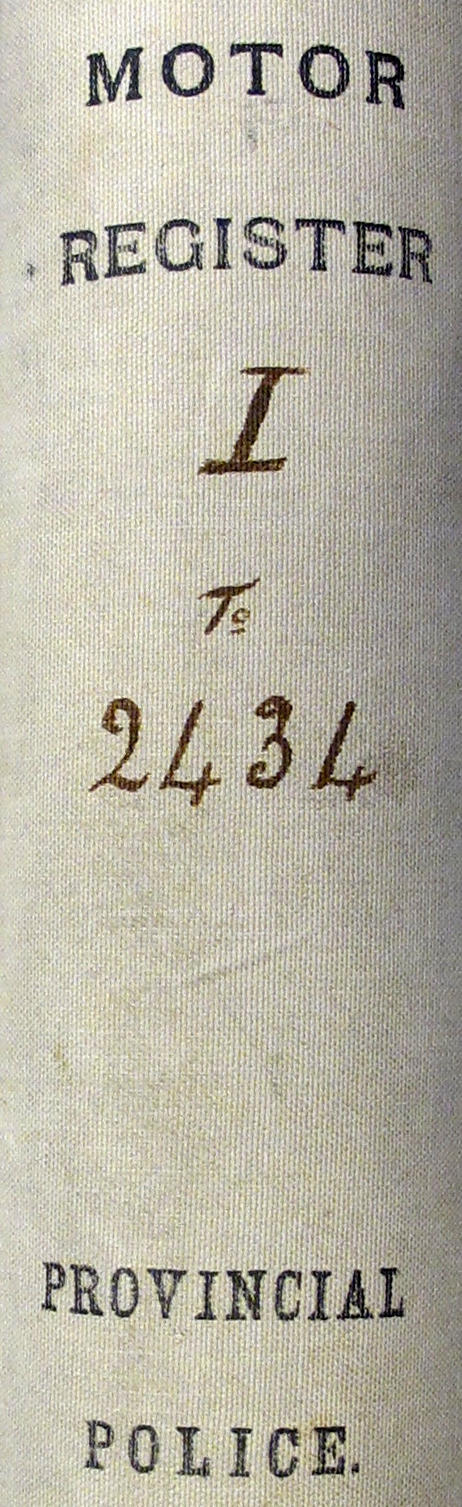 MOTOR
REGISTER
I
To
2434
PROVINCIAL
POLICE.